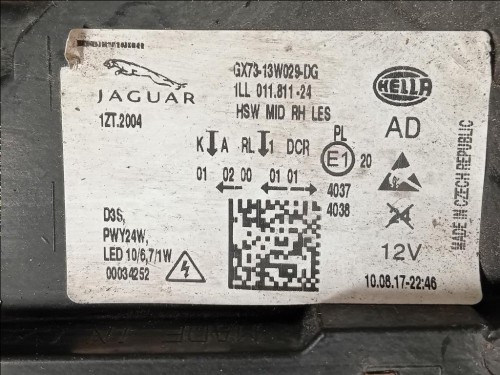 JAGUAR
1ZT.2004
GX73-13W029-DG
1LL 011.811-24
HSW MID RH LES
HELLA
AD
K A RL 1 DCR
PL
E1 20
01 02 00 01 01
4037
4038
D3S,
PWY24W,
LED 10/6,7/1W
00034252
12V
10.08.17-22:46
MADE IN CZECH REPUBLIC